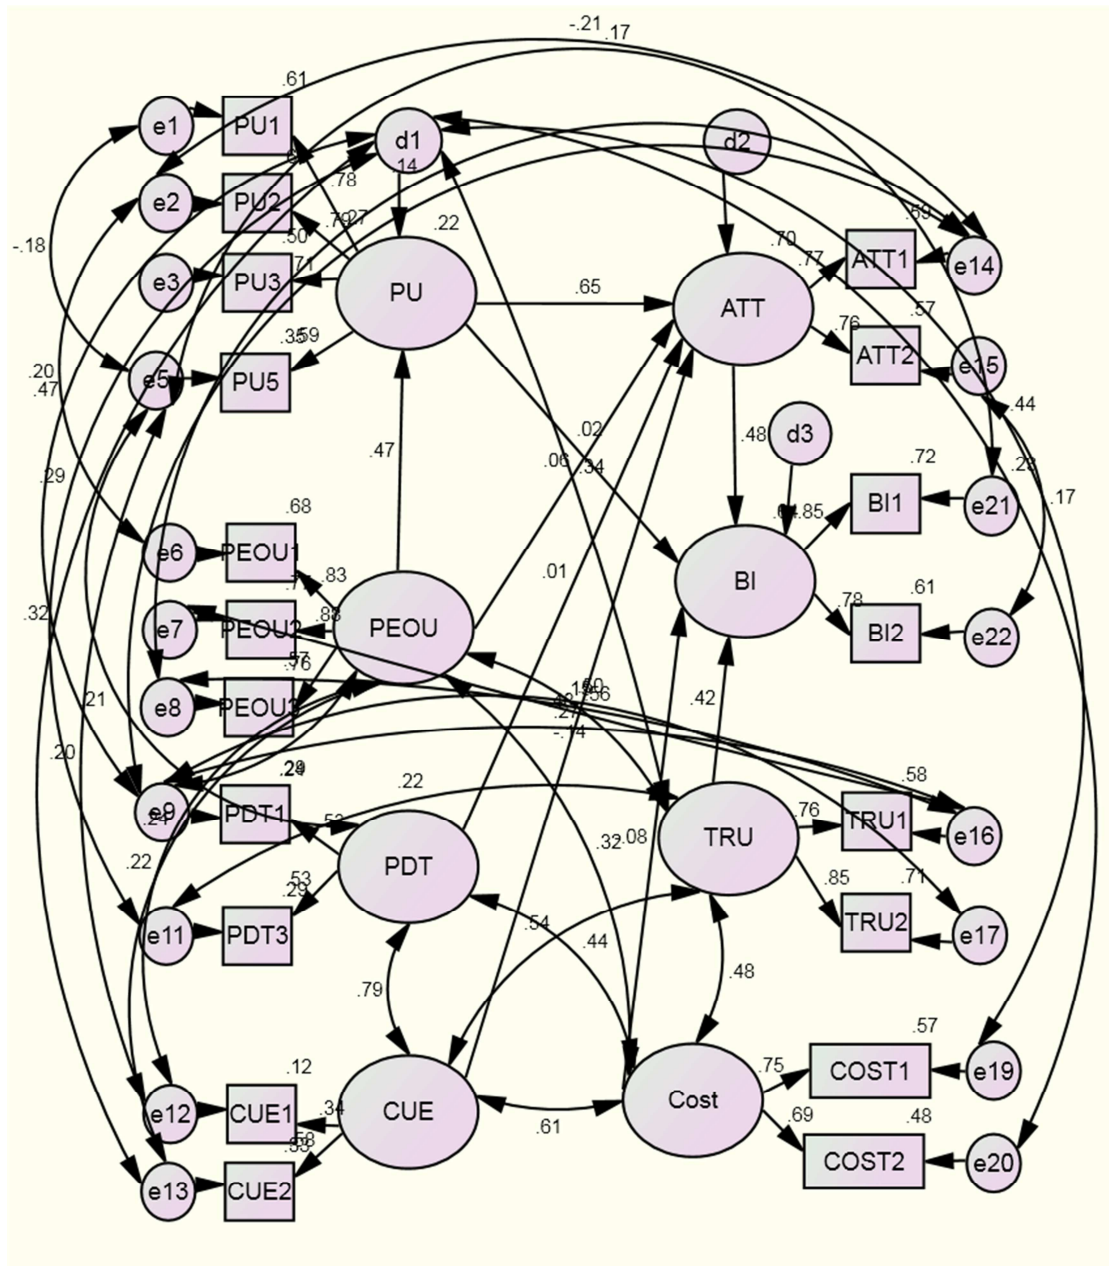 -.21 .17
.61
e1 PU1 d1 d2
.14
.78
e2 PU2
.22 .59
.50
.70
-.18 .71 .77 ATT1 e14
e3 PU3 PU
.65 ATT
.57
.59 .76 ATT2 e15
.20 e5 PU5
.47 .44
.47 .02 .48 d3
.06 .34 .72
.29 .17
.85 BI1 e21
.68
e6 PEOU1
.83 .01 BI
.78 .61
.32 .88
e7 PEOU2 PEOU BI2 e22
.76
e8 PEOU3 .56
.21 .42
-.14
.20
.22 .58
e9 PDT1 .76 TRU1 e16
.24 .32 -.08 TRU
.22 PDT
.53 .85 .71
.29
e11 PDT3 .54 .44 TRU2 e17
.79 .48
.57
.12 .75 COST1 e19
e12 CUE1 .34 CUE Cost
.61 .69 .48
e13 CUE2 COST2 e20